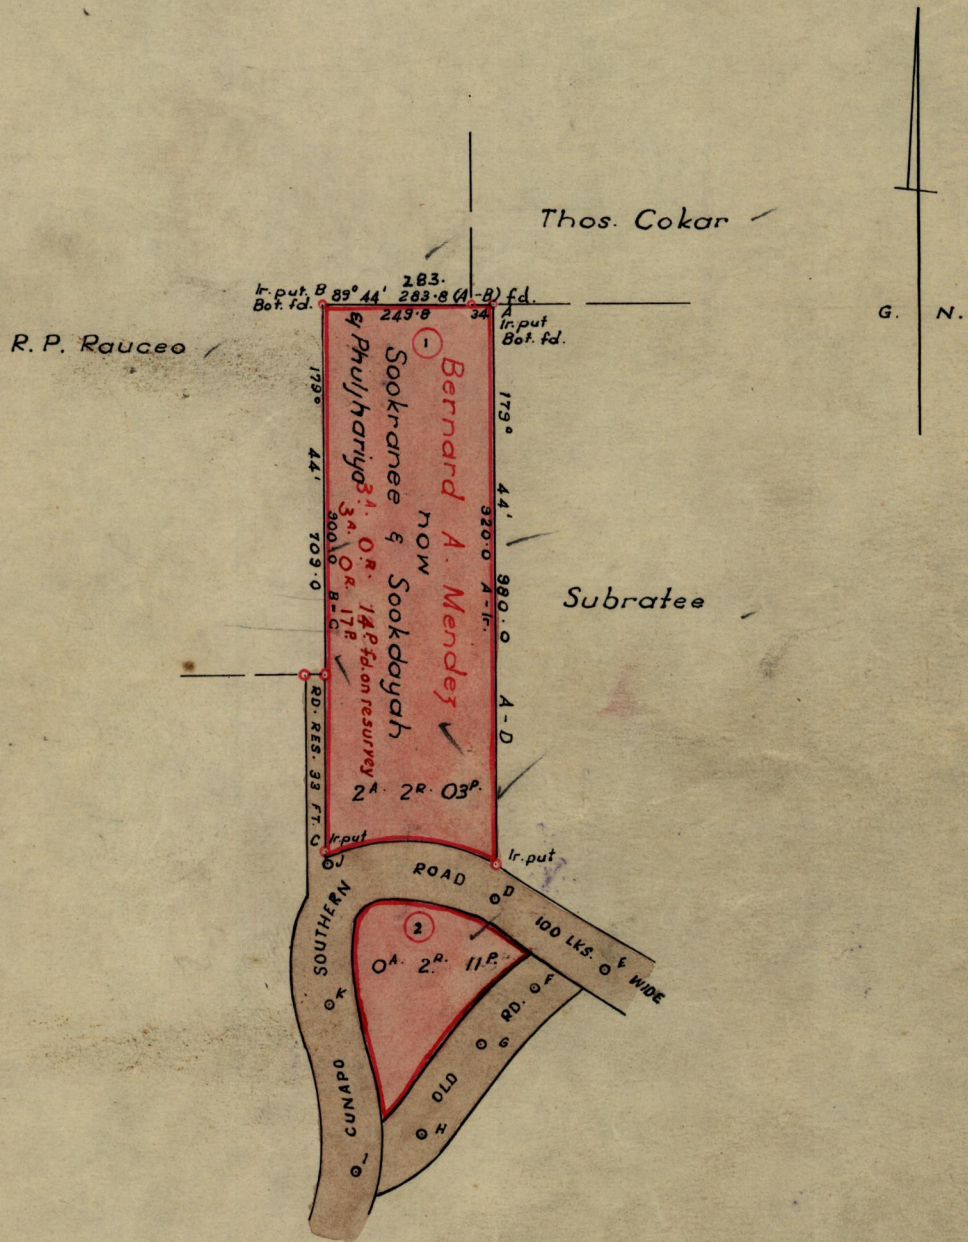 Thos. Cokar
G. N.
R. P. Rauceo
283.
Ir. put. B 89° 44' 283.8 (A-B) fd.
Bot. fd. 249.8 34 A
Ir. put
Bot. fd.
1
Bernard A. Mendez
now
Sookranee & Sookdayah
& Phuljhariya
3A. 0R. 14P. fd. on resurvey
3A. 0R. 17P.
179° 44' 709.0
900.0 B-C
179° 44' 980.0 A-D
920.0 A-Ir.
Subratee
2A. 2R. 03P.
RD. RES. 33 FT.
C Ir. put
J
Ir. put
SOUTHERN ROAD
D
100 LKS. WIDE
E
2
0A. 2R. 11P.
F
K
RD.
G
OLD
CUNAPO
H
I